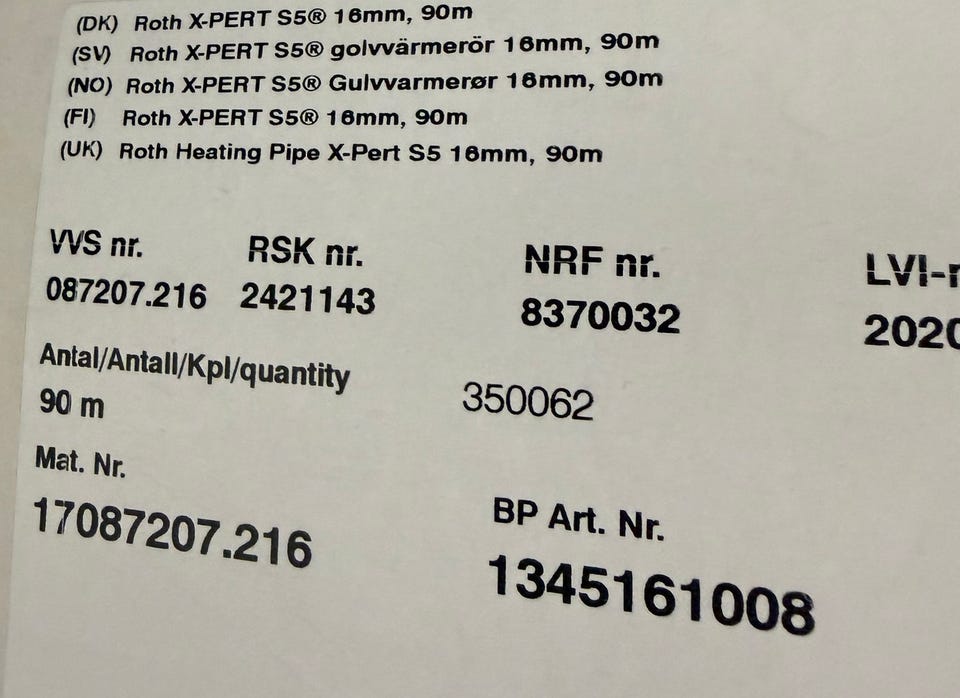 (DK) Roth X-PERT S5® 16mm, 90m
(SV) Roth X-PERT S5® golvvärmerör 16mm, 90m
(NO) Roth X-PERT S5® Gulvvarmerør 16mm, 90m
(FI) Roth X-PERT S5® 16mm, 90m
(UK) Roth Heating Pipe X-Pert S5 16mm, 90m
VVS nr. RSK nr. NRF nr.
087207.216 2421143 8370032
Antal/Antall/Kpl/quantity
90 m 350062
Mat. Nr.
17087207.216
BP Art. Nr.
1345161008